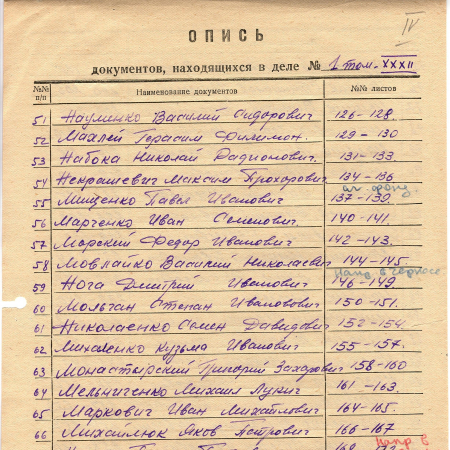 IV
ОПИСЬ
документов, находящихся в деле № 1 том. XXXII
№№ п/п Наименование документов №№ листов
51 Науменко Василий Сидорович 126-128.
52 Махлей Герасим Филимон. 129-130
53 Набока Николай Радионович. 131-133.
54 Некрашевич Максим Прохорович 134-136
55 Мищенко Павел Иванович 137-139.
56 Марченко Иван Семенович. 140-141.
57 Морский Федор Иванович 142-143.
58 Мовлайко Василий Николаевич 144-145
59 Нога Дмитрий Иванович 146-149
60 Молчан Степан Иванович 150-151.
61 Николаенко Семен Давидович 152-154.
62 Михаленко Кузьма Иванович 155-157.
63 Монастырский Григорий Захарович 158-160
64 Мельниченко Михаил Лукич 161-163.
65 Маркович Иван Михайлович 164-165.
66 Михайлюк Яков Петрович 166-167
напр. в